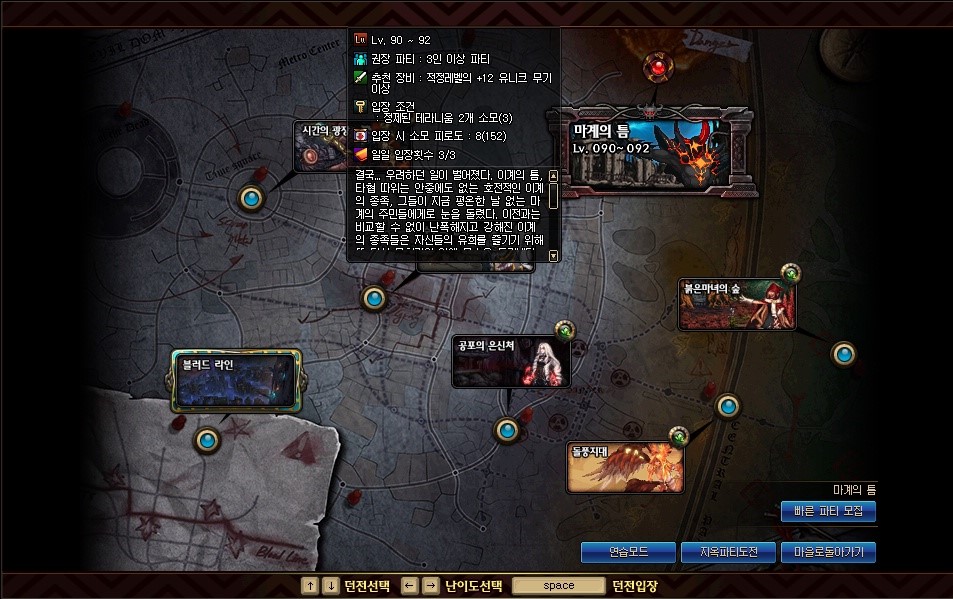 Metro Center
Danger
Lv. 90 ~ 92
권장 파티 : 3인 이상 파티
추천 장비 : 적정레벨의 +12 유니크 무기
이상
입장 조건
: 정제된 테라니움 2개 소모(3)
입장 시 소모 피로도 : 8(152)
일일 입장횟수 3/3
결국... 우려하던 일이 벌어졌다. 이계의 틈,
타협 따위는 안중에도 없는 호전적인 이계
의 종족, 그들이 지금 평온한 날 없는 마
계의 주민들에게로 눈을 돌렸다. 이전과는
비교할 수 없이 난폭해지고 강해진 이계
의 종족들은 자신들의 유희를 즐기기 위해
시간의 광장
마계의 틈
Lv. 090~ 092
붉은마녀의 숲
공포의 은신처
블러드 라인
돌풍지대
Blood Line
마계의 틈
빠른 파티 모집
연습모드
지옥파티도전
마을로돌아가기
↑ ↓ 던전선택 ← → 난이도선택 space 던전입장